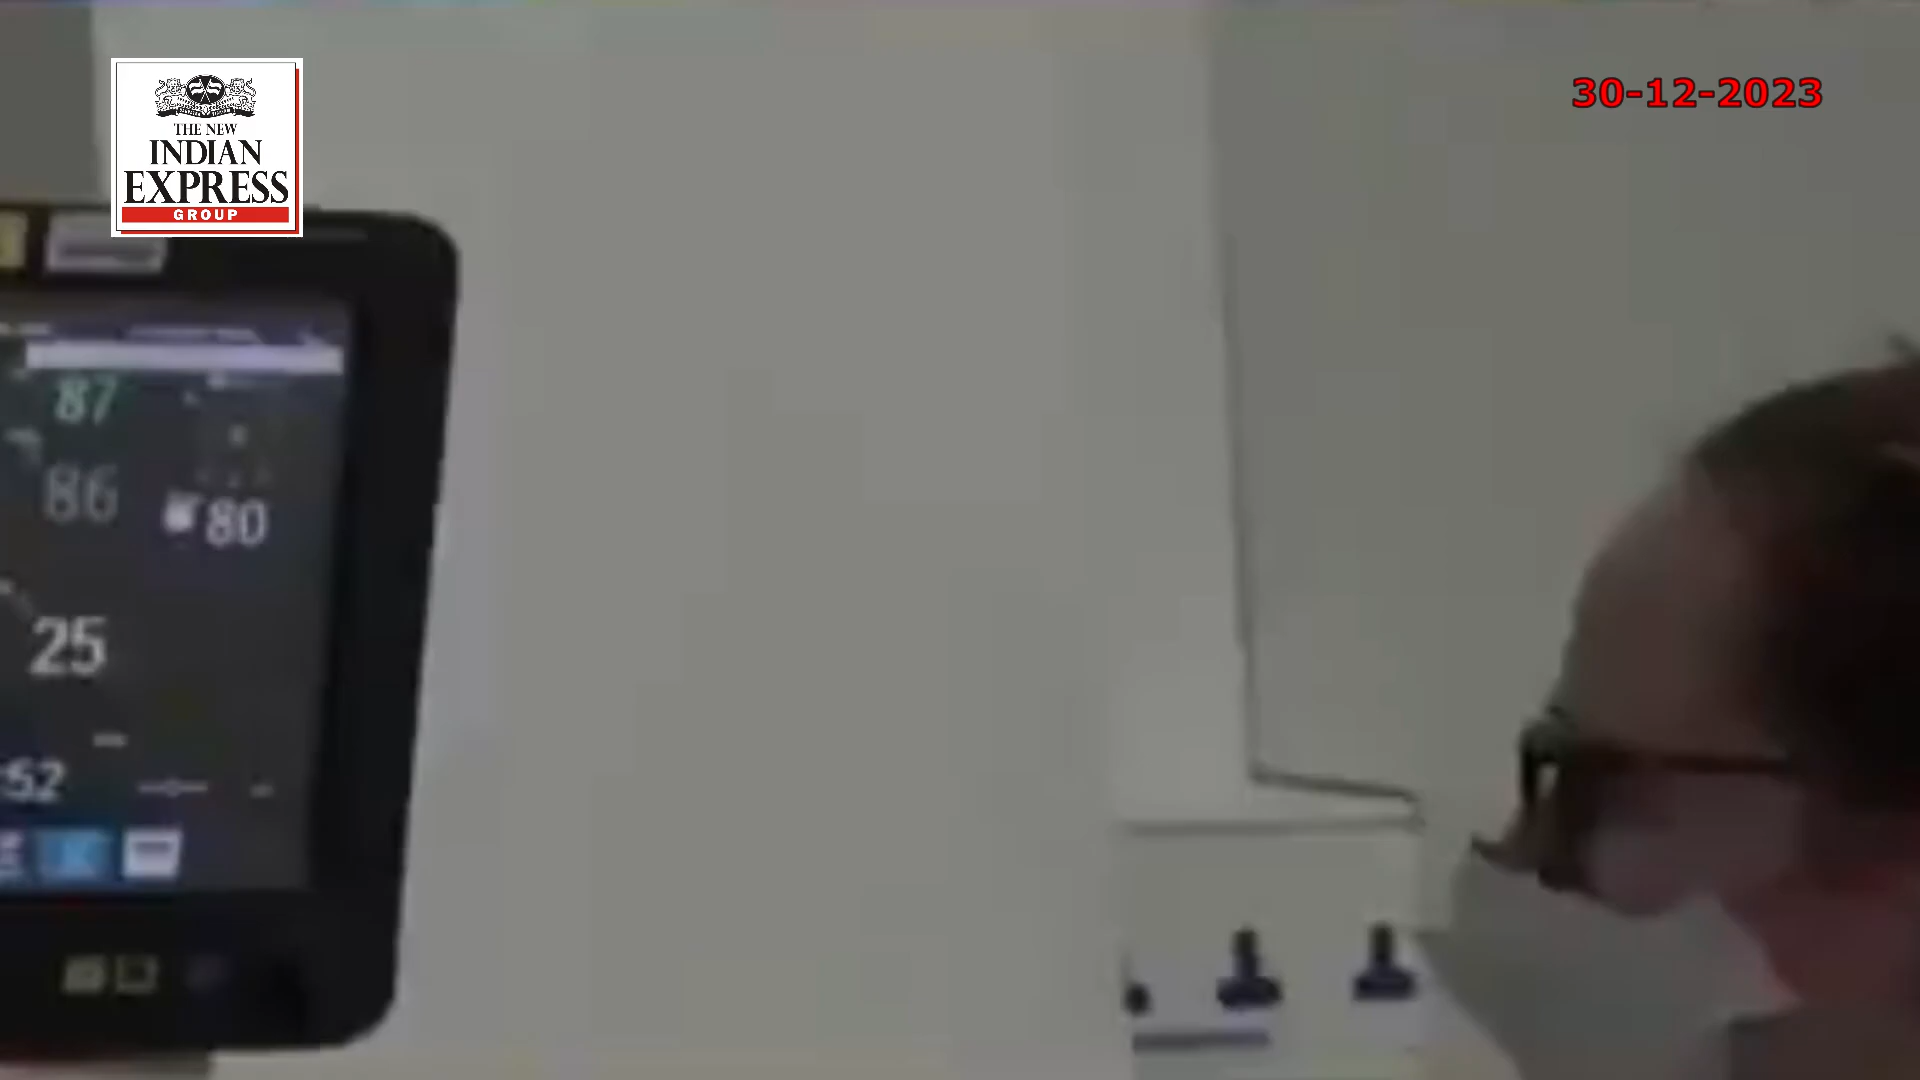 THE NEW
INDIAN
EXPRESS
GROUP
30-12-2023
87
86
80
25
:52